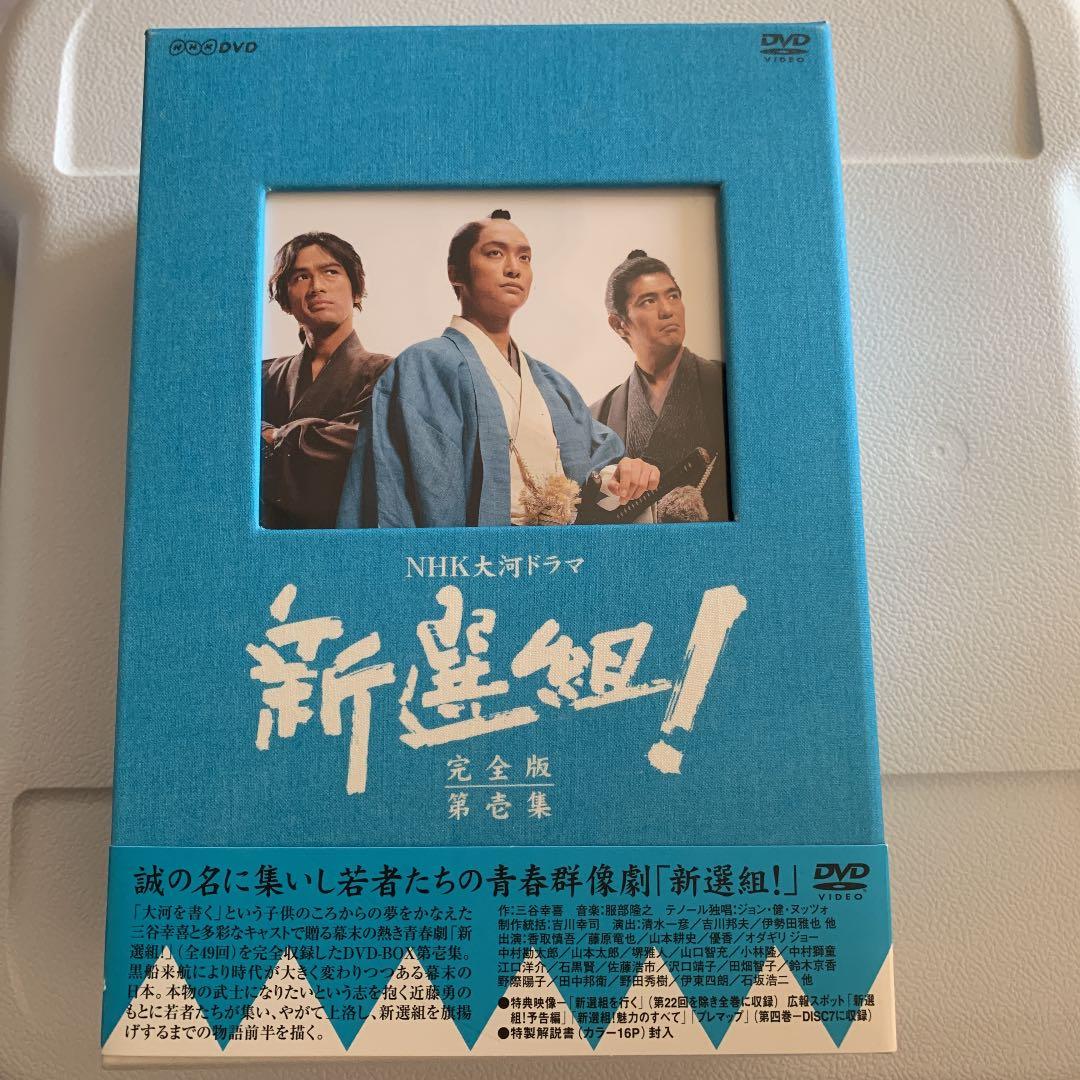 NHK DVD
DVD
VIDEO
NHK大河ドラマ
新選組!
完全版
第壱集
誠の名に集いし若者たちの青春群像劇「新選組!」
DVD
VIDEO
「大河を書く」という子供のころからの夢をかなえた
三谷幸喜と多彩なキャストで贈る幕末の熱き青春劇「新
選組!」(全49回)を完全収録したDVD-BOX第壱集。
黒船来航により時代が大きく変わりつつある幕末の
日本。本物の武士になりたいという志を抱く近藤勇の
もとに若者たちが集い、やがて上洛し、新選組を旗揚
げするまでの物語前半を描く。
作:三谷幸喜 音楽:服部隆之 テノール独唱:ジョン・健・ヌッツォ
制作統括:吉川幸司 演出:清水一彦/吉川邦夫/伊勢田雅也 他
出演:香取慎吾/藤原竜也/山本耕史/優香/オダギリ ジョー
中村勘太郎/山本太郎/堺雅人/山口智充/小林隆/中村獅童
江口洋介/石黒賢/佐藤浩市/沢口靖子/田畑智子/鈴木京香
野際陽子/田中邦衛/野田秀樹/伊東四朗/石坂浩二 他
●特典映像―「新選組を行く」(第22回を除き全巻に収録) 広報スポット「新選
組!予告編」「新選組!魅力のすべて」「プレマップ」(第四巻―DISC7に収録)
●特製解説書(カラー16P)封入